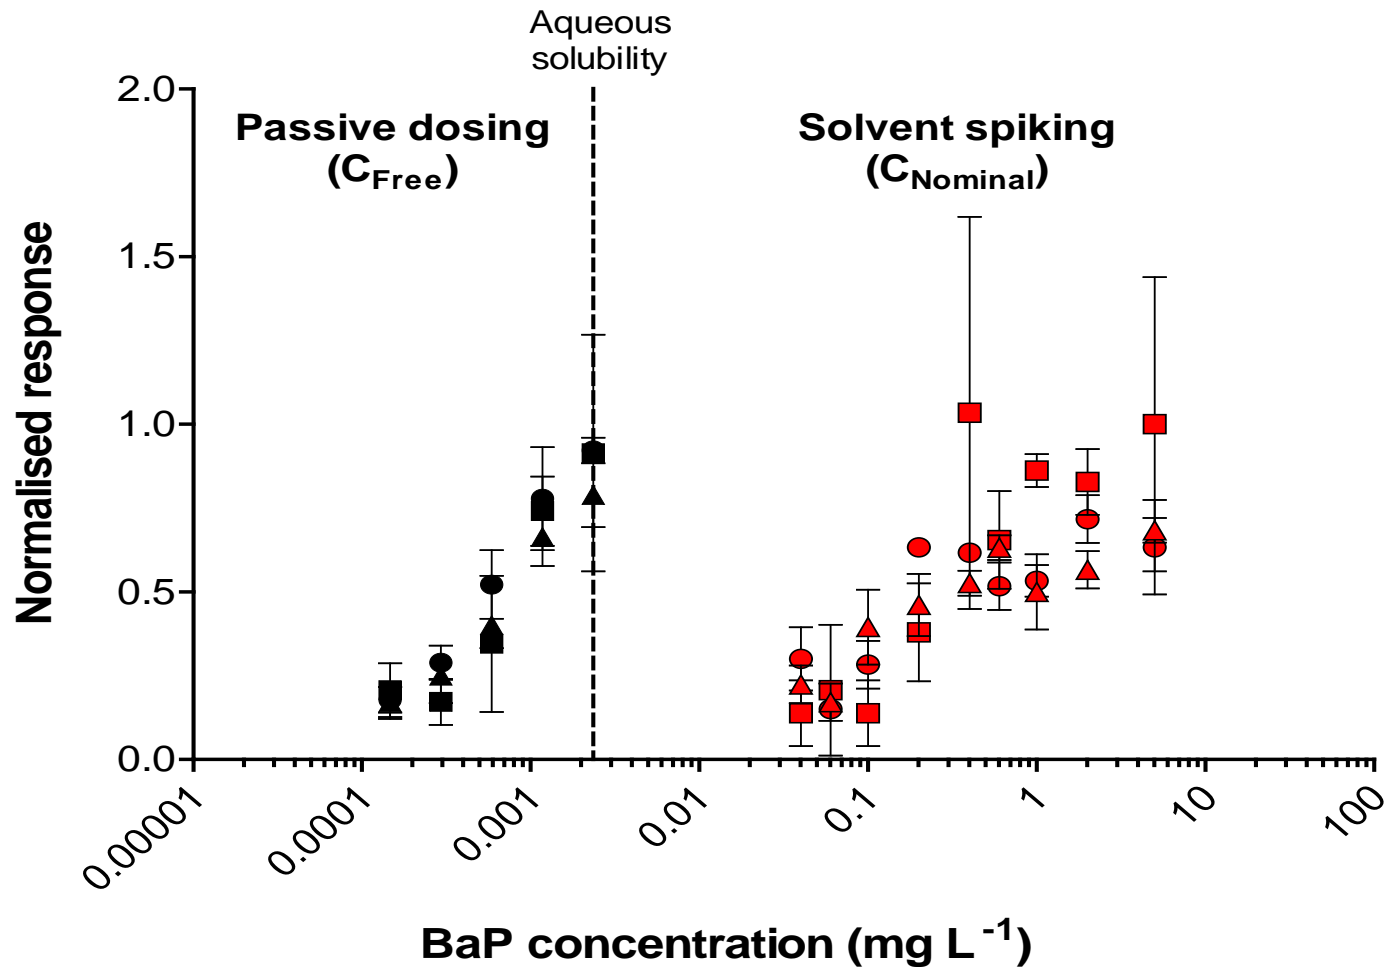 Aqueous
solubility
2.0
Passive dosing
(CFree)
Solvent spiking
(CNominal)
1.5
1.0
0.5
0.0
Normalised response
0.00001
0.0001
0.001
0.01
0.1
1
10
100
BaP concentration (mg L -1)